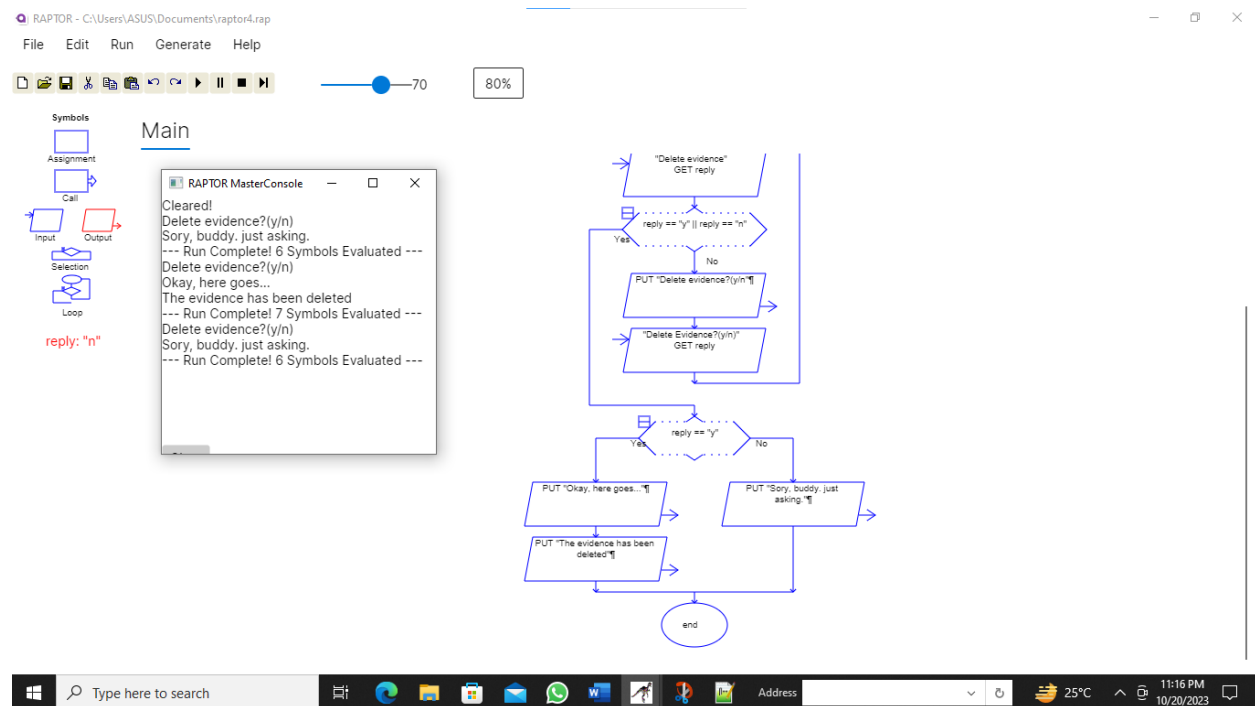 RAPTOR - C:\Users\ASUS\Documents\raptor4.rap
File Edit Run Generate Help
70
80%
Symbols
Assignment
Call
Input Output
Selection
Loop
reply: "n"
Main
RAPTOR MasterConsole
Cleared!
Delete evidence?(y/n)
Sory, buddy. just asking.
--- Run Complete! 6 Symbols Evaluated ---
Delete evidence?(y/n)
Okay, here goes...
The evidence has been deleted
--- Run Complete! 7 Symbols Evaluated ---
Delete evidence?(y/n)
Sory, buddy. just asking.
--- Run Complete! 6 Symbols Evaluated ---
"Delete evidence"
GET reply
reply == "y" || reply == "n"
Yes
No
PUT "Delete evidence?(y/n"¶
"Delete Evidence?(y/n)"
GET reply
reply == "y"
Yes No
PUT "Okay, here goes..."¶
PUT "The evidence has been
deleted"¶
PUT "Sory, buddy. just
asking."¶
end
Type here to search
Address
25°C
11:16 PM
10/20/2023